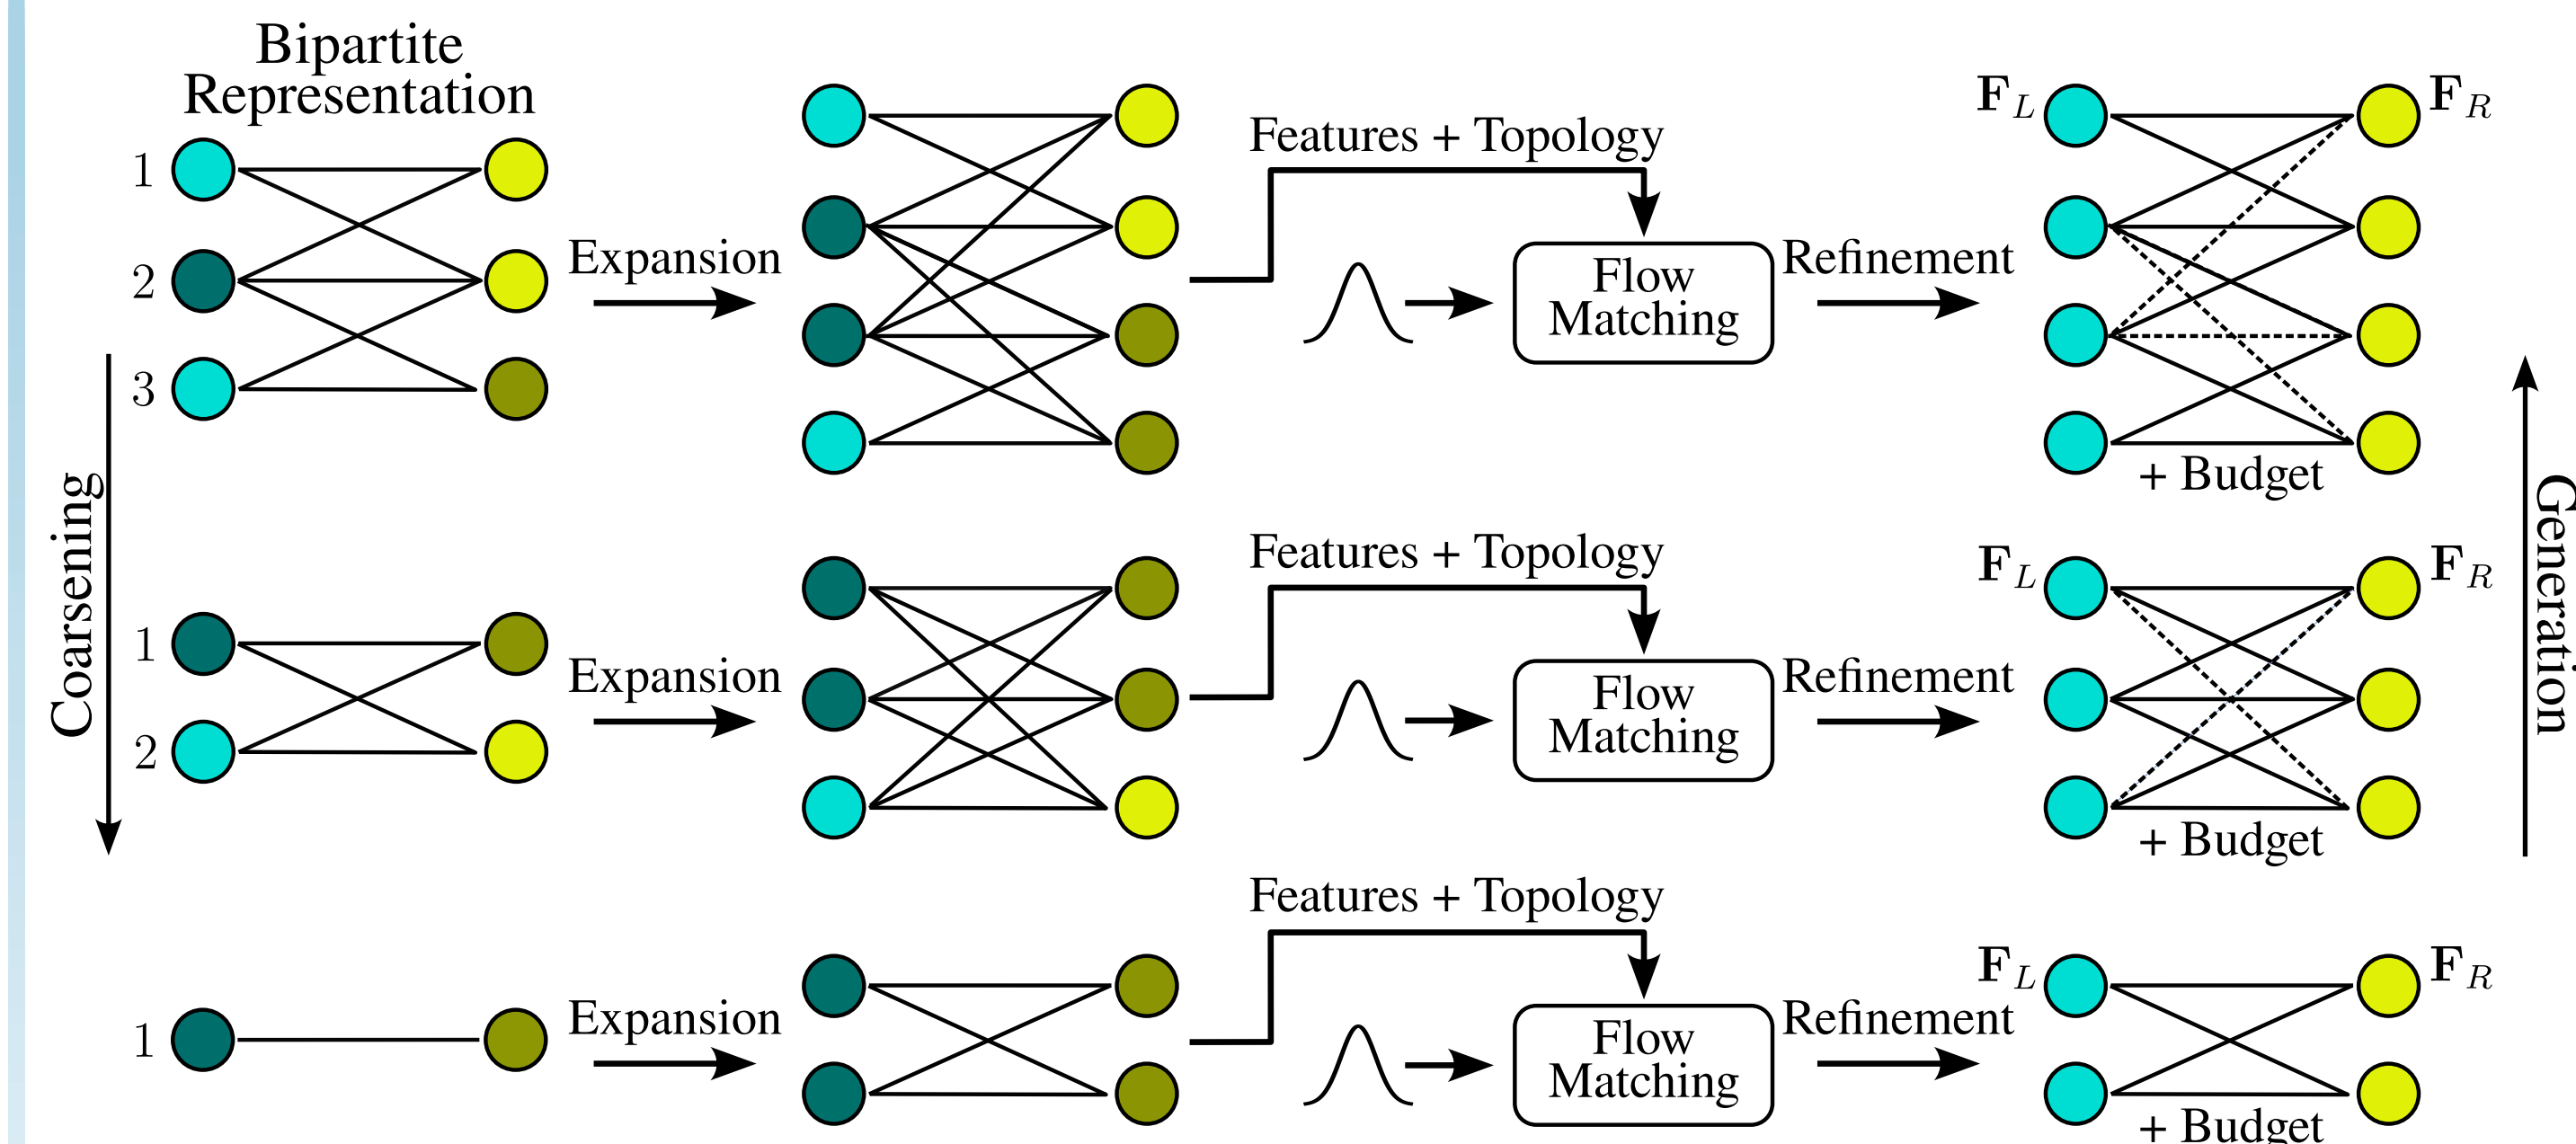 Bipartite
Representation
1
2
3
Expansion
Features + Topology
Flow
Matching
Refinement
F_L
F_R
+ Budget
Coarsening
Generation
1
2
Expansion
Features + Topology
Flow
Matching
Refinement
F_L
F_R
+ Budget
1
Expansion
Features + Topology
Flow
Matching
Refinement
F_L
F_R
+ Budget